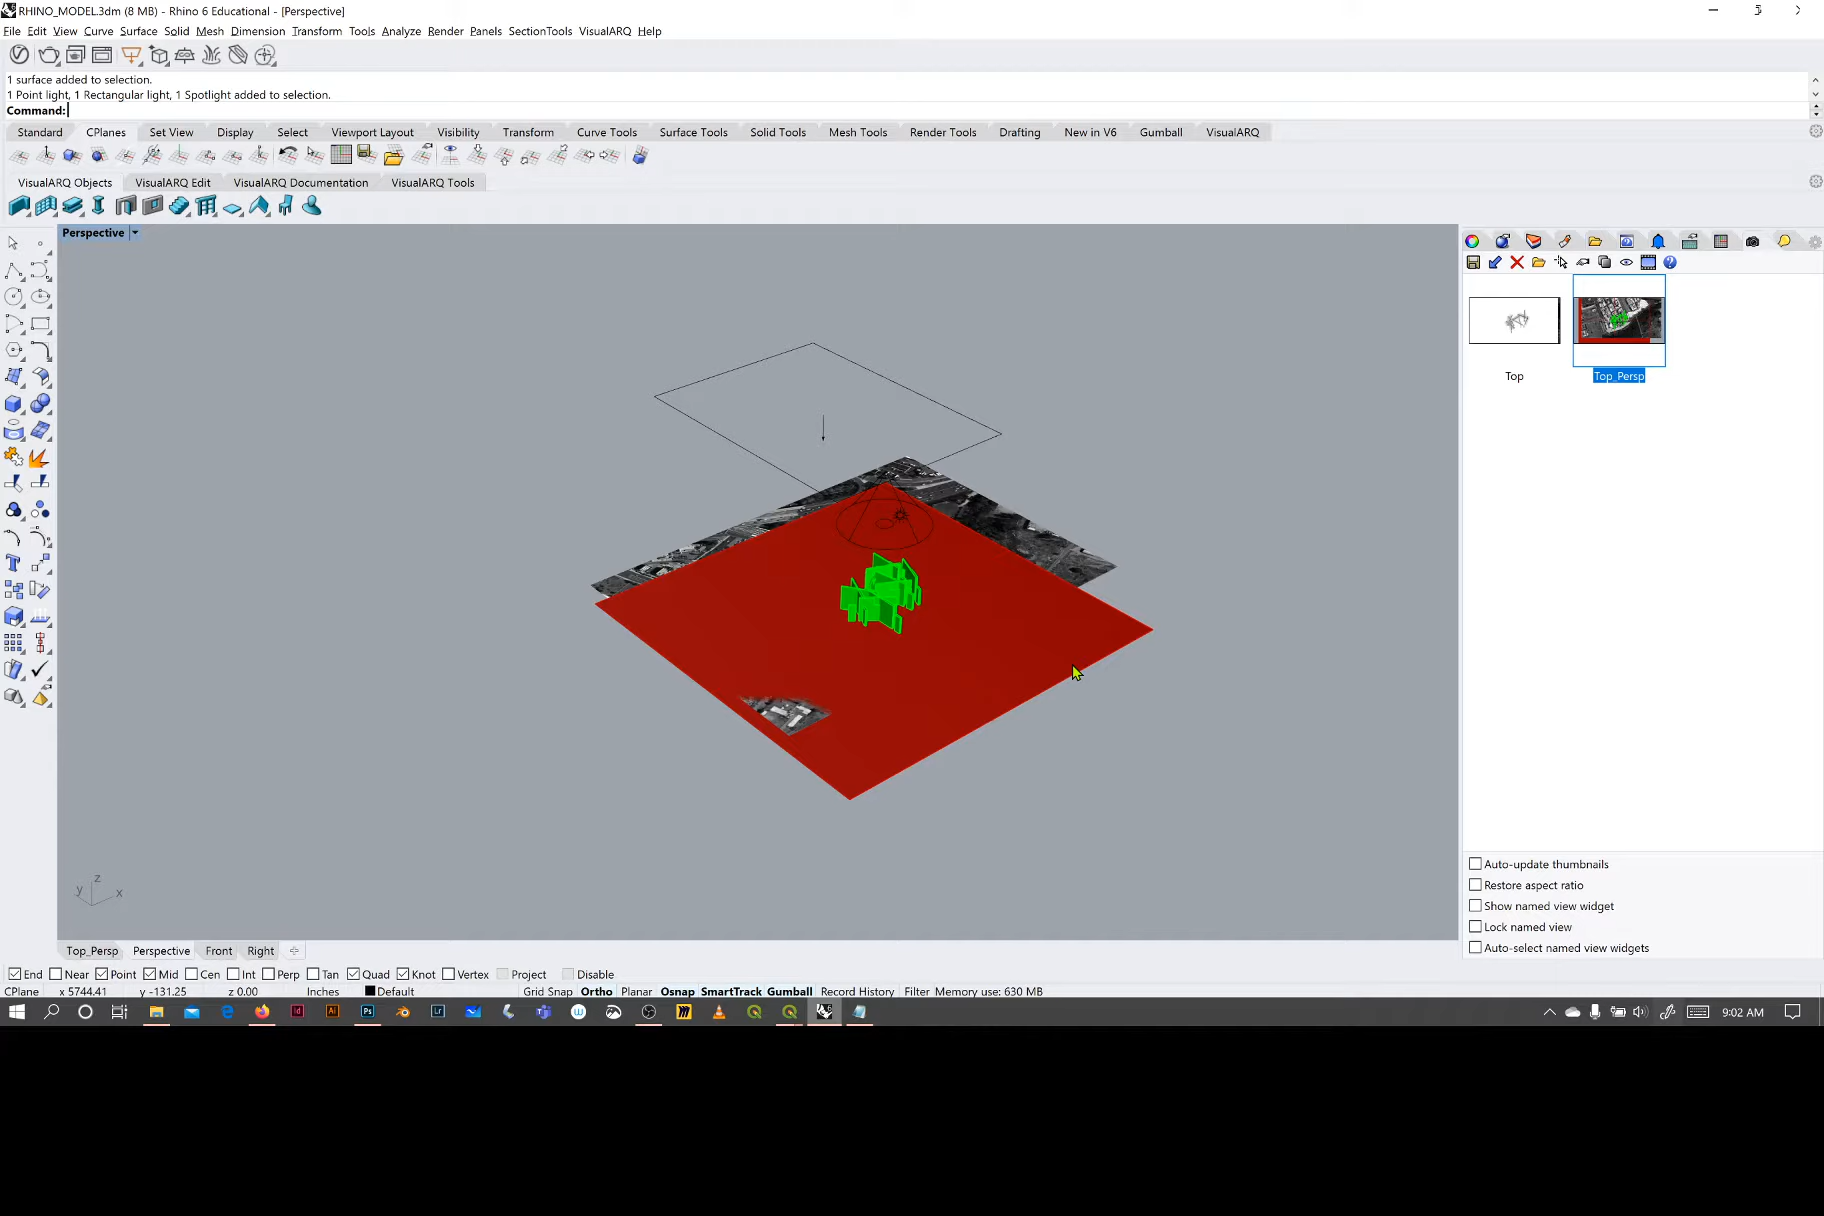 RHINO_MODEL.3dm (8 MB) - Rhino 6 Educational - [Perspective]
File Edit View Curve Surface Solid Mesh Dimension Transform Tools Analyze Render Panels SectionTools VisualARQ Help
1 surface added to selection.
1 Point light, 1 Rectangular light, 1 Spotlight added to selection.
Command:
Standard CPlanes Set View Display Select Viewport Layout Visibility Transform Curve Tools Surface Tools Solid Tools Mesh Tools Render Tools Drafting New in V6 Gumball VisualARQ
VisualARQ Objects VisualARQ Edit VisualARQ Documentation VisualARQ Tools
Perspective
Top Top_Persp
Auto-update thumbnails
Restore aspect ratio
Show named view widget
Lock named view
Auto-select named view widgets
z
y x
Top_Persp Perspective Front Right
End Near Point Mid Cen Int Perp Tan Quad Knot Vertex Project Disable
CPlane x 5744.41 y -131.25 z 0.00 Inches Default Grid Snap Ortho Planar Osnap SmartTrack Gumball Record History Filter Memory use: 630 MB
Id Ai Ps Lr 9:02 AM